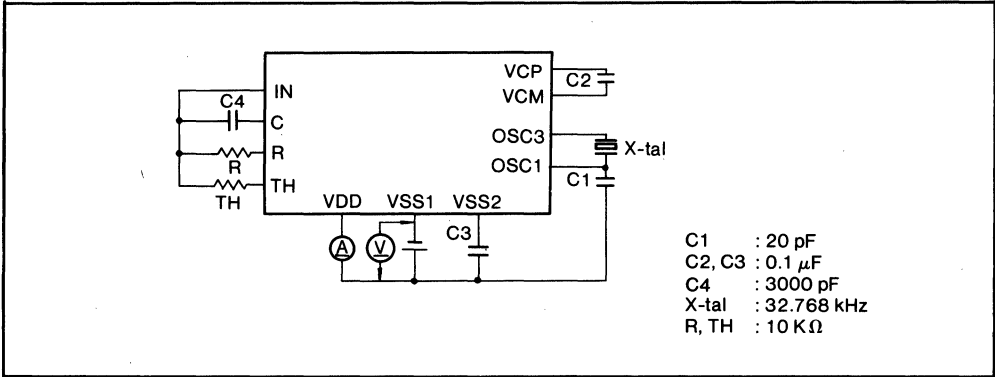 VCP
C2
VCM
IN
C4
C
OSC3
X-tal
R
OSC1
R
C1
TH
TH
VDD VSS1 VSS2
C3
A
V
C1 : 20 pF
C2, C3 : 0.1 μF
C4 : 3000 pF
X-tal : 32.768 kHz
R, TH : 10 KΩ